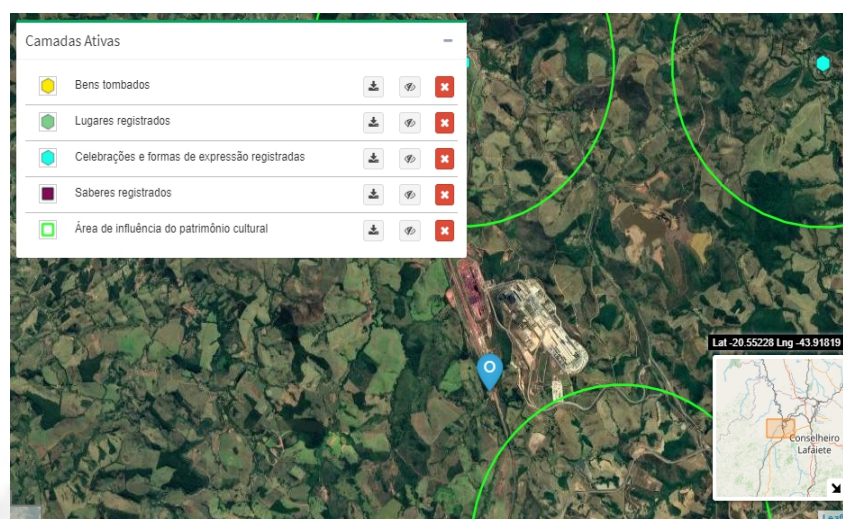 Camadas Ativas
Bens tombados
Lugares registrados
Celebrações e formas de expressão registradas
Saberes registrados
Área de influência do patrimônio cultural
Lat -20.55228 Lng -43.91819
Conselheiro
Lafaiete